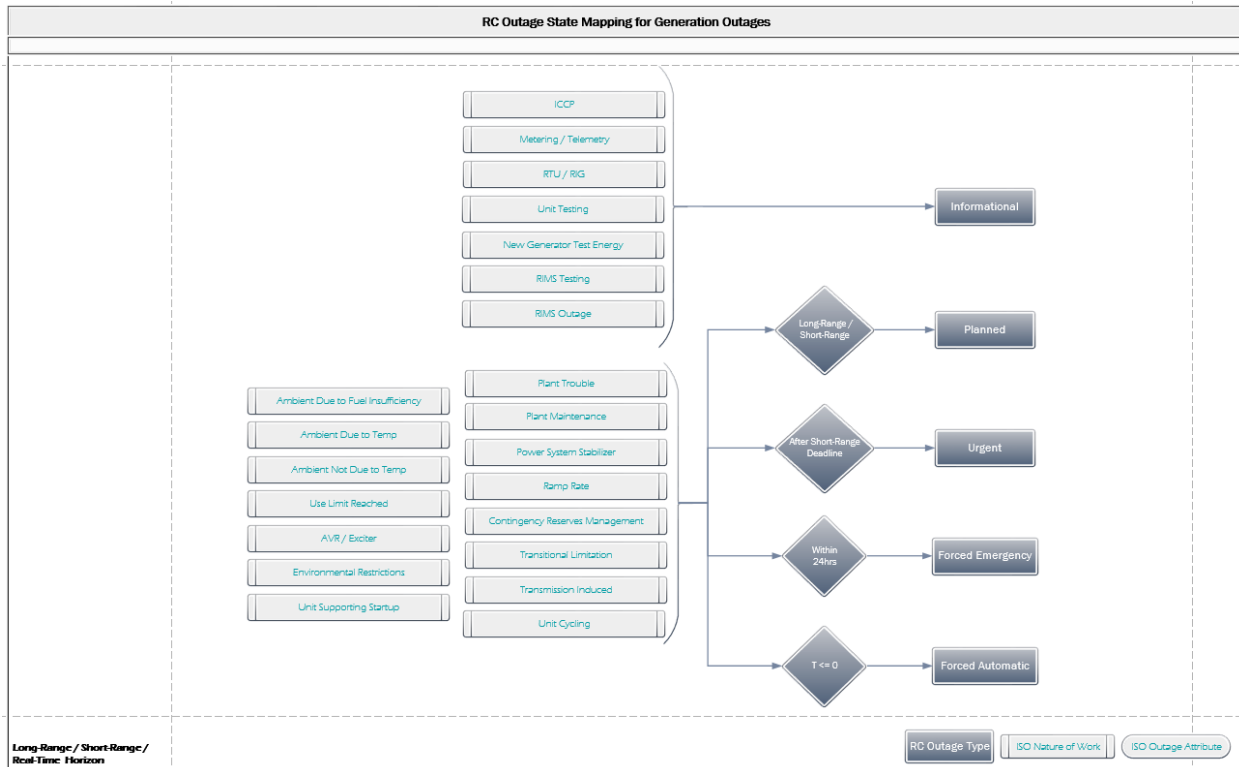 RC Outage State Mapping for Generation Outages
ICCP
Metering / Telemetry
RTU / RIG
Unit Testing
New Generator Test Energy
RIMS Testing
RIMS Outage
Informational
Long-Range /
Short-Range
Planned
Plant Trouble
Plant Maintenance
Power System Stabilizer
Ramp Rate
Contingency Reserves Management
Transitional Limitation
Transmission Induced
Unit Cycling
Ambient Due to Fuel Insufficiency
Ambient Due to Temp
Ambient Not Due to Temp
Use Limit Reached
AVR / Exciter
Environmental Restrictions
Unit Supporting Startup
After Short-Range
Deadline
Urgent
Within
24hrs
Forced Emergency
T <= 0
Forced Automatic
Long-Range / Short-Range /
Real-Time Horizon
RC Outage Type
ISO Nature of Work
ISO Outage Attribute